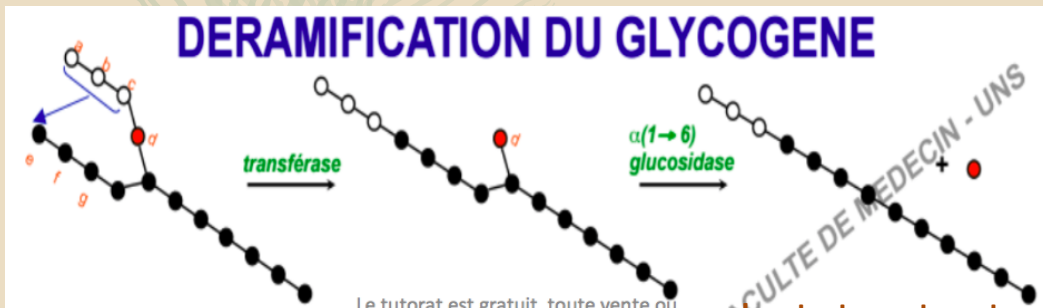 DERAMIFICATION DU GLYCOGENE
a
b
c
d
e
f
g
transférase
d
α(1→ 6)
glucosidase
+
FACULTE DE MEDECIN - UNS
Le tutorat est gratuit, toute vente ou